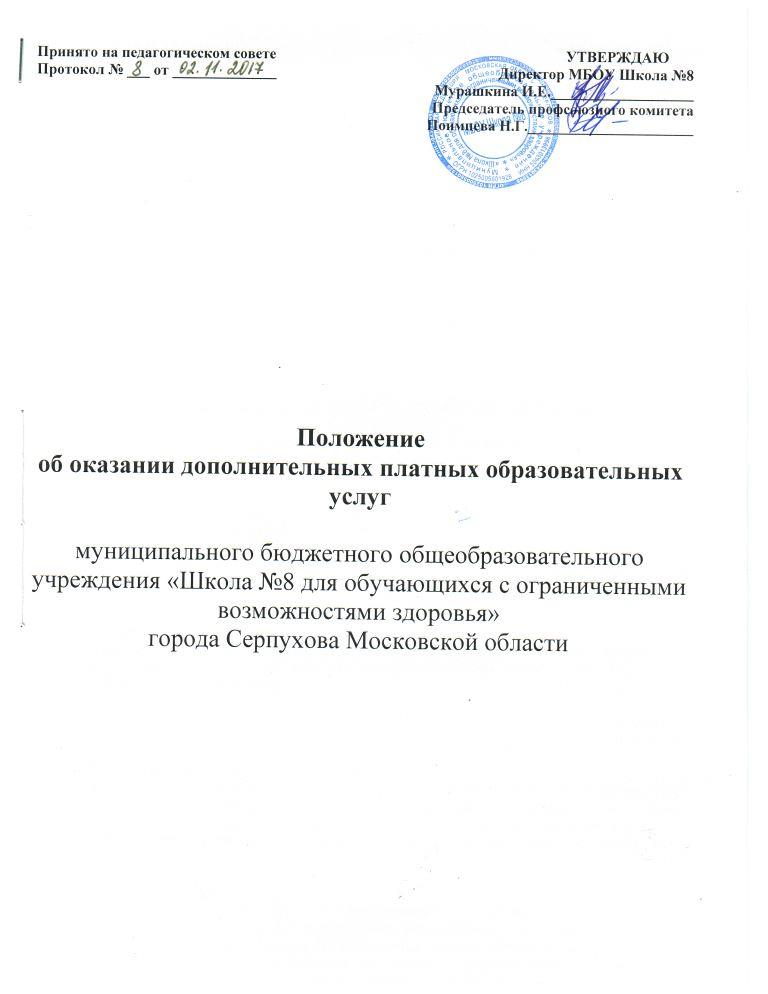 Принято на педагогическом совете
Протокол № 8 от 02.11.2017
УТВЕРЖДАЮ
Директор МБОУ Школа №8
Мурашкина И.Е.
Председатель профсоюзного комитета
Поимцева Н.Г.
Положение
об оказании дополнительных платных образовательных
услуг
муниципального бюджетного общеобразовательного
учреждения «Школа №8 для обучающихся с ограниченными
возможностями здоровья»
города Серпухова Московской области